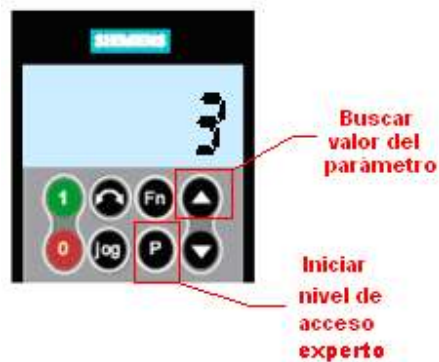 SIEMENS
3
Buscar
valor del
parámetro
1
Fn
0
jog
P
Iniciar
nivel de
acceso
experto